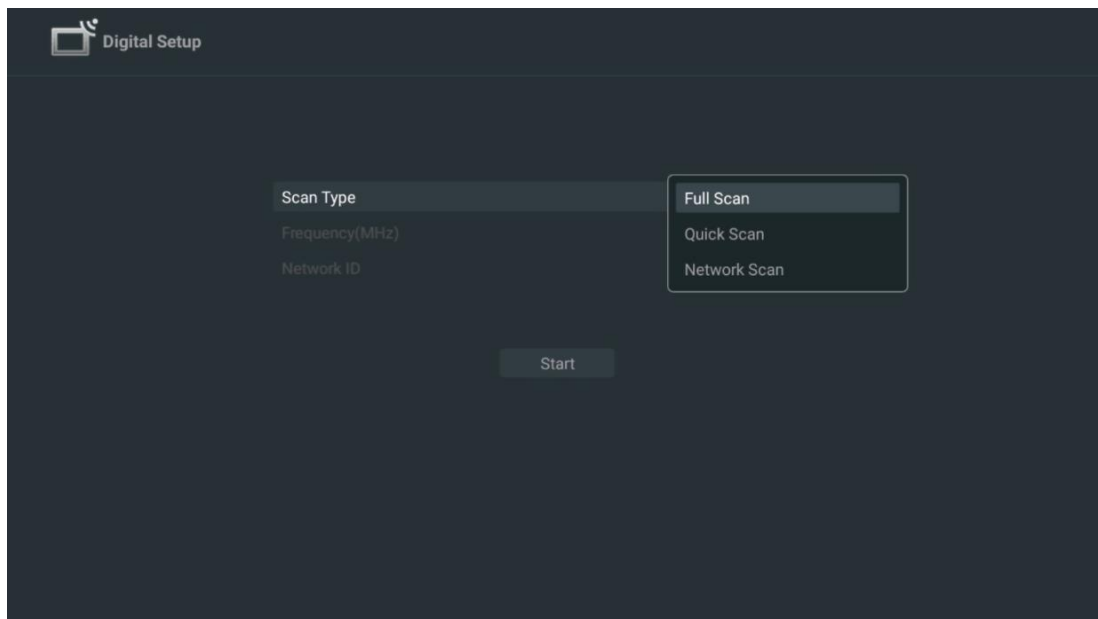 Digital Setup
Scan Type
Full Scan
Frequency(MHz)
Quick Scan
Network ID
Network Scan
Start